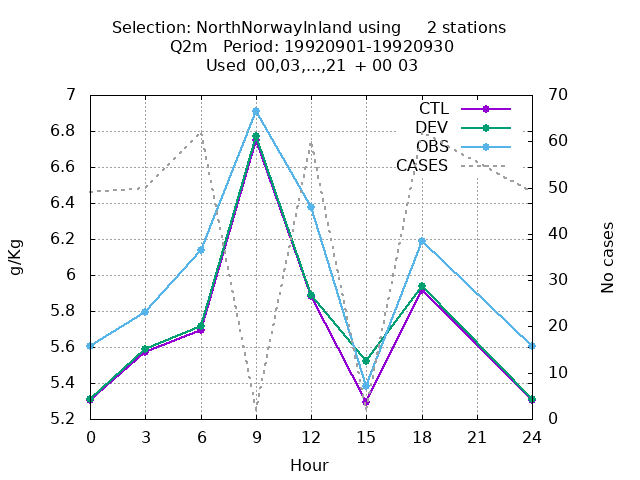 Selection: NorthNorwayInland using     2 stations
Q2m   Period: 19920901-19920930
Used  00,03,...,21  + 00 03
7
6.8
6.6
6.4
6.2
6
5.8
5.6
5.4
5.2
g/Kg
70
60
50
40
30
20
10
0
No cases
CTL
DEV
OBS
CASES
0
3
6
9
12
15
18
21
24
Hour